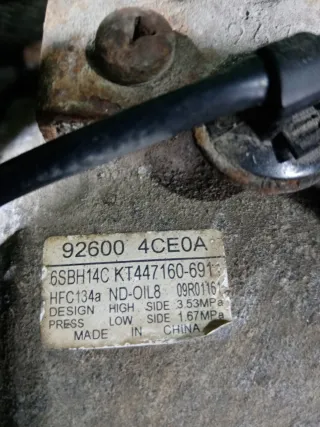 92600 4CE0A
6SBH14C KT447160-691
HFC134a ND-OIL8 09R01161
DESIGN HIGH SIDE 3.53MPa
PRESS LOW SIDE 1.67MPa
MADE IN CHINA